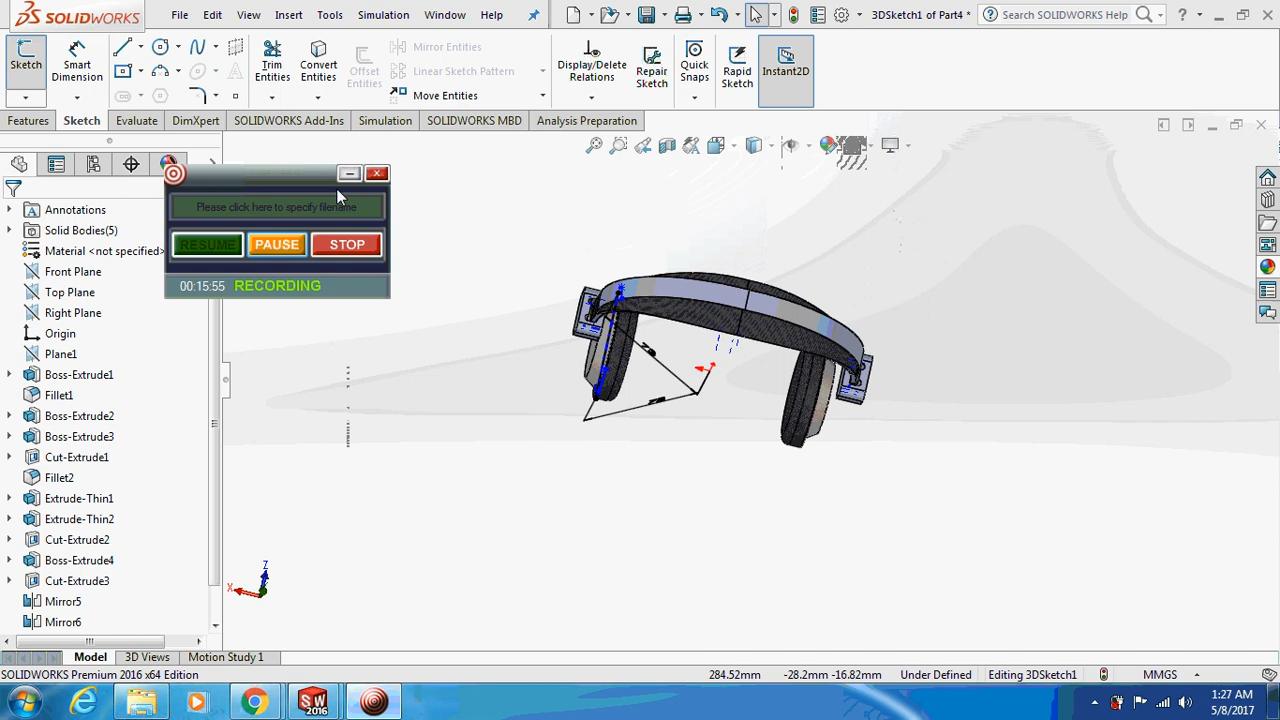 SOLIDWORKS File Edit View Insert Tools Simulation Window Help 3DSketch1 of Part4 * Search SOLIDWORKS Help
Sketch Smart Dimension Trim Entities Convert Entities Offset Entities Mirror Entities Linear Sketch Pattern Move Entities Display/Delete Relations Repair Sketch Quick Snaps Rapid Sketch Instant2D
Features Sketch Evaluate DimXpert SOLIDWORKS Add-Ins Simulation SOLIDWORKS MBD Analysis Preparation
Please click here to specify filename
RESUME PAUSE STOP
00:15:55 RECORDING
Annotations
Solid Bodies(5)
Material <not specified>
Front Plane
Top Plane
Right Plane
Origin
Plane1
Boss-Extrude1
Fillet1
Boss-Extrude2
Boss-Extrude3
Cut-Extrude1
Fillet2
Extrude-Thin1
Extrude-Thin2
Cut-Extrude2
Boss-Extrude4
Cut-Extrude3
Mirror5
Mirror6
Z
X
Model 3D Views Motion Study 1
SOLIDWORKS Premium 2016 x64 Edition 284.52mm -28.2mm -16.82mm Under Defined Editing 3DSketch1 MMGS
SW 2016
1:27 AM
5/8/2017